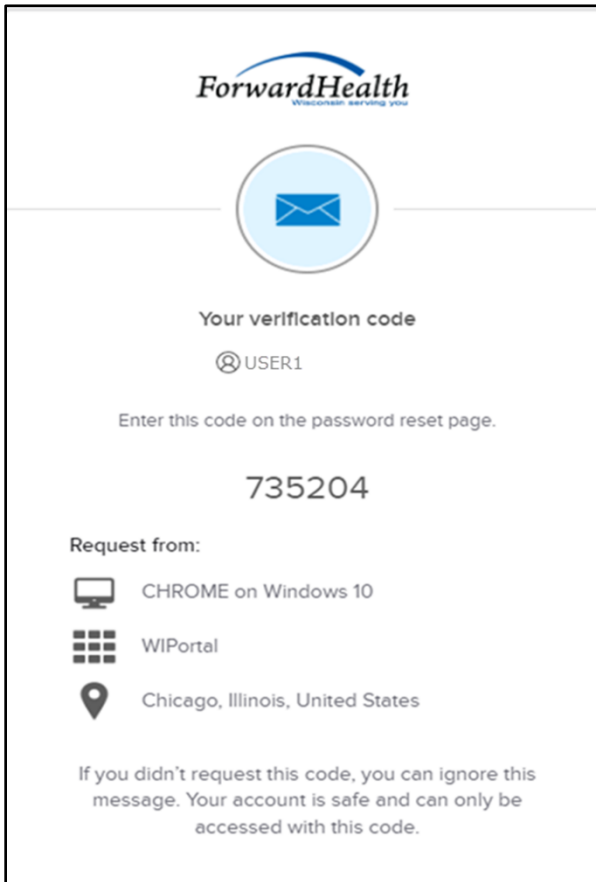 ForwardHealth
Wisconsin serving you
Your verification code
USER1
Enter this code on the password reset page.
735204
Request from:
CHROME on Windows 10
WIPortal
Chicago, Illinois, United States
If you didn't request this code, you can ignore this
message. Your account is safe and can only be
accessed with this code.